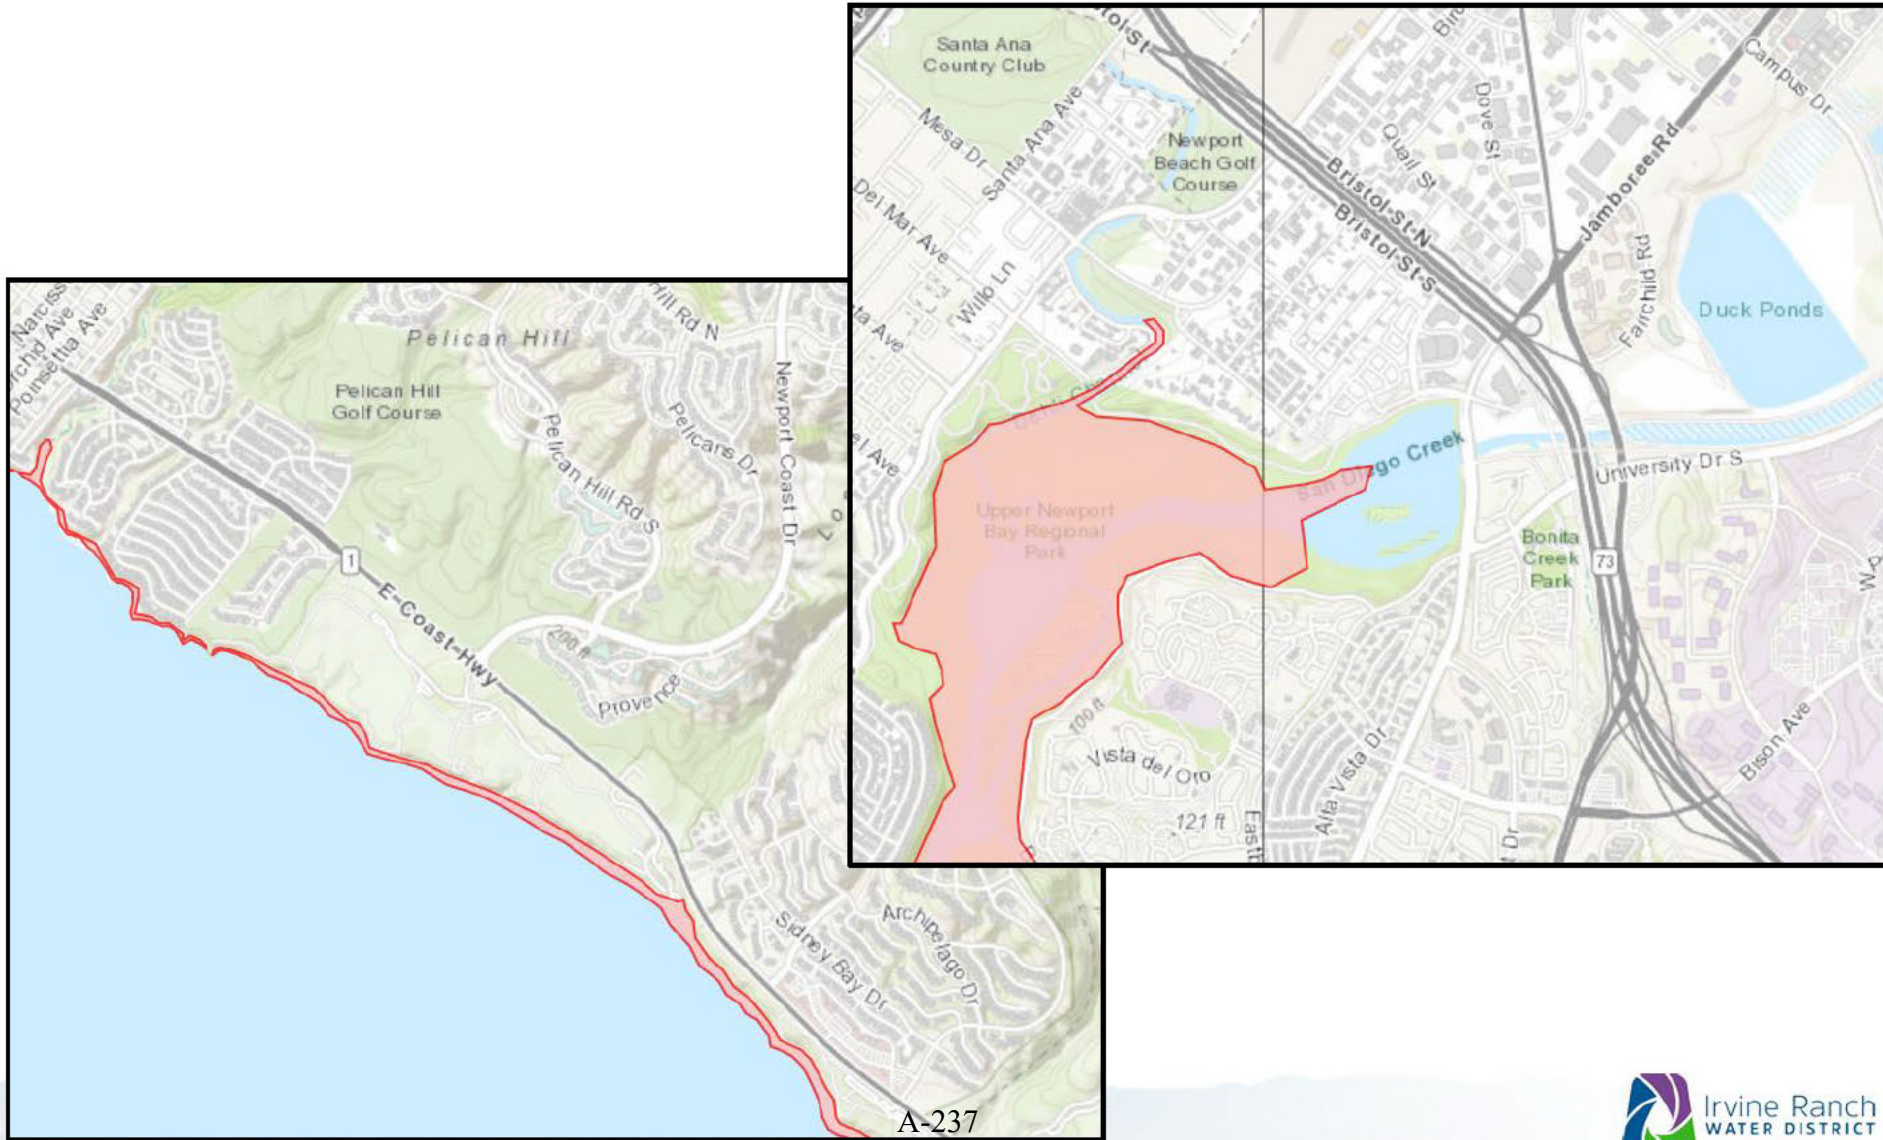 Santa Ana
Country Club
Mesa Dr
Santa Ana Ave
Newport
Beach Golf
Course
Del Mar Ave
Willo Ln
Bristol-St-N
Bristol-St-S
Quail St
Dove St
Jamboree-Rd
Campus Dr
Fairchild Rd
Duck Ponds
San Diego Creek
University Dr S
Upper Newport
Bay Regional
Park
Bonita
Creek
Park
73
100 ft
Vista del Oro
121 ft
Alta Vista Dr
Bison Ave
Poinsettia Ave
Pelican Hill
Pelican Hill
Golf Course
Hill Rd N
Pelicans Dr
Pelican Hill Rd S
Newport Coast Dr
1
E-Coast-Hwy
200 ft
Provence
Sidney Bay Dr
Archipelago Dr
A-237
Irvine Ranch
WATER DISTRICT